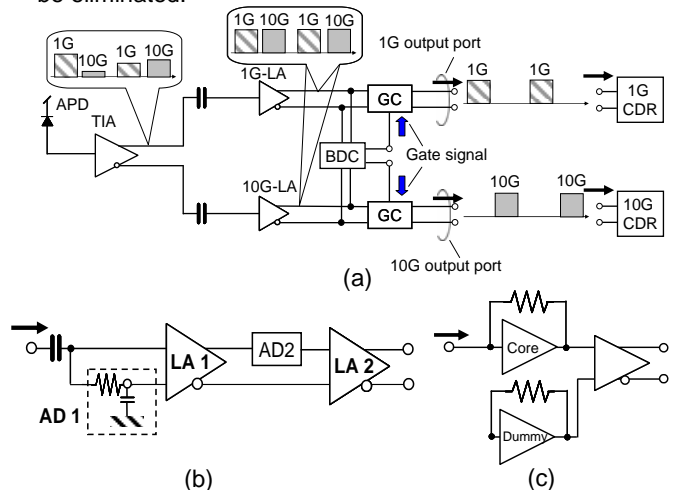 be eliminated.
1G 10G 1G 10G
1G 10G 1G 10G
1G output port
APD
TIA
1G-LA
GC
1G 1G
1G
CDR
BDC
Gate signal
10G-LA
GC
10G 10G
10G
CDR
10G output port
(a)
LA 1
AD2
LA 2
AD 1
(b)
Core
Dummy
(c)